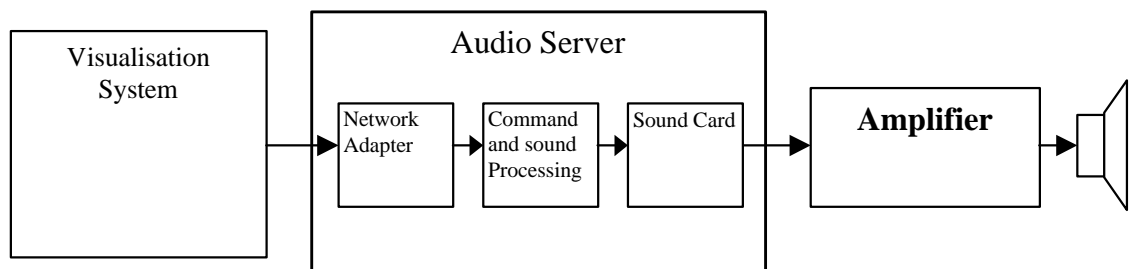 Visualisation
System
Audio Server
Network
Adapter
Command
and sound
Processing
Sound Card
Amplifier